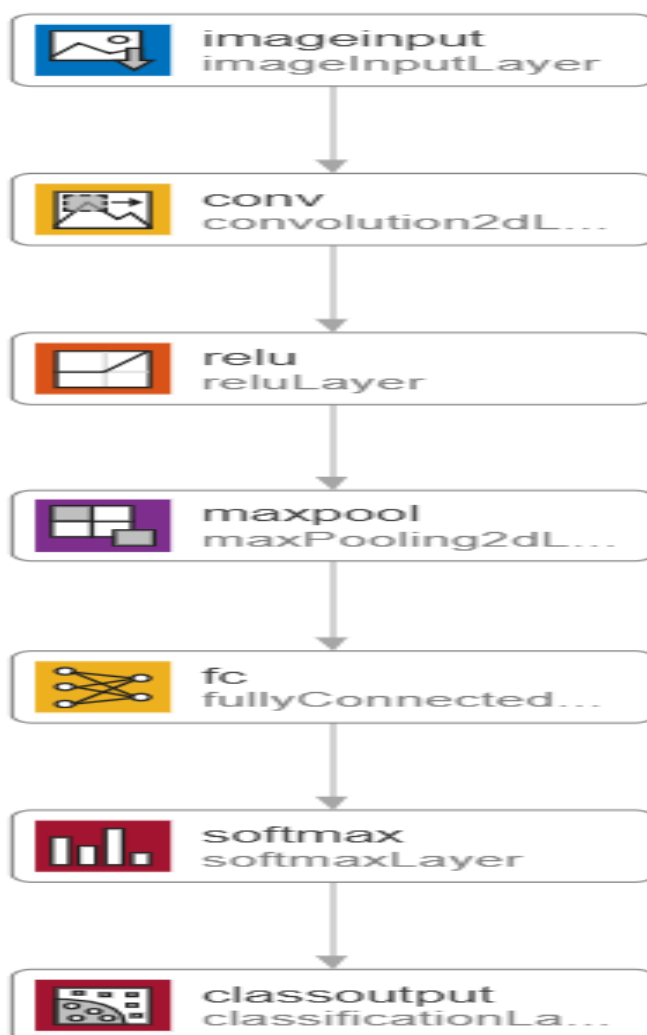 imageinput
imageInputLayer
conv
convolution2dL...
relu
reluLayer
maxpool
maxPooling2dL...
fc
fullyConnected...
softmax
softmaxLayer
classoutput
classificationLa...